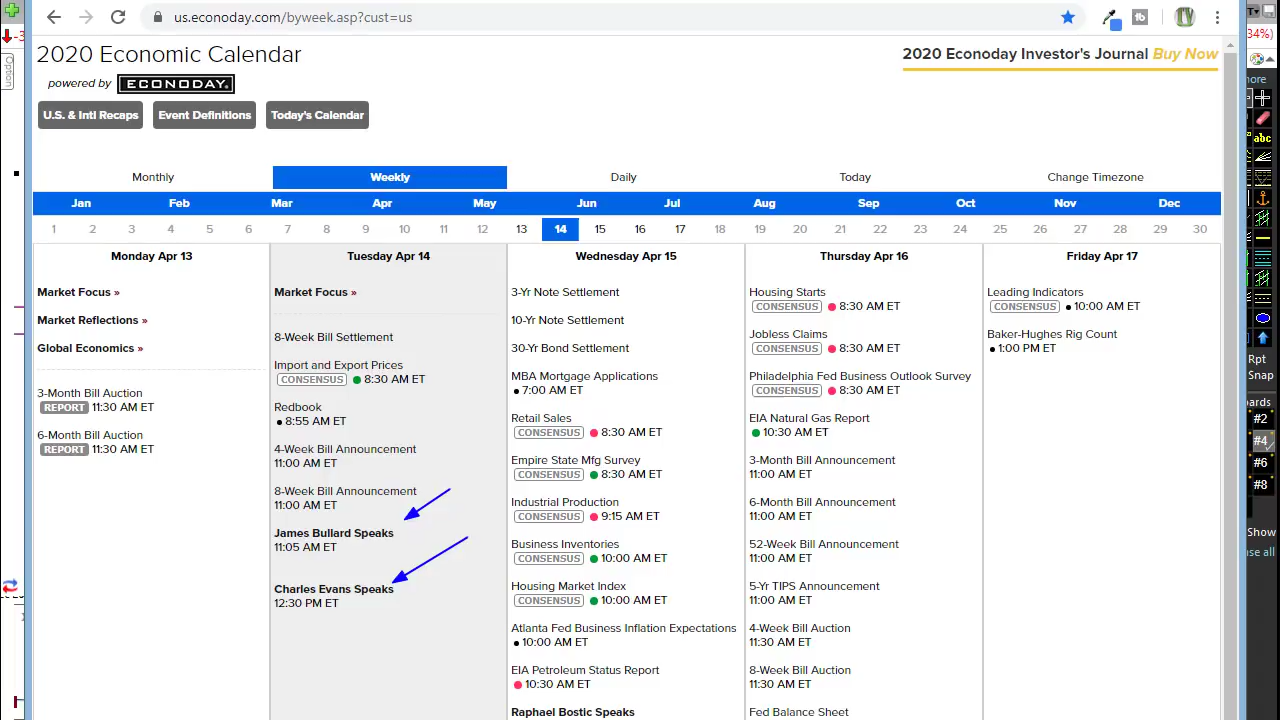 us.econoday.com/byweek.asp?cust=us
2020 Economic Calendar
2020 Econoday Investor's Journal Buy Now
powered by ECONODAY.
U.S. & Intl Recaps
Event Definitions
Today's Calendar
Monthly
Weekly
Daily
Today
Change Timezone
Jan Feb Mar Apr May Jun Jul Aug Sep Oct Nov Dec
1 2 3 4 5 6 7 8 9 10 11 12 13 14 15 16 17 18 19 20 21 22 23 24 25 26 27 28 29 30
Monday Apr 13
Market Focus »
Market Reflections »
Global Economics »
3-Month Bill Auction
REPORT 11:30 AM ET
6-Month Bill Auction
REPORT 11:30 AM ET
Tuesday Apr 14
Market Focus »
8-Week Bill Settlement
Import and Export Prices
CONSENSUS 8:30 AM ET
Redbook
8:55 AM ET
4-Week Bill Announcement
11:00 AM ET
8-Week Bill Announcement
11:00 AM ET
James Bullard Speaks
11:05 AM ET
Charles Evans Speaks
12:30 PM ET
Wednesday Apr 15
3-Yr Note Settlement
10-Yr Note Settlement
30-Yr Bond Settlement
MBA Mortgage Applications
7:00 AM ET
Retail Sales
CONSENSUS 8:30 AM ET
Empire State Mfg Survey
CONSENSUS 8:30 AM ET
Industrial Production
CONSENSUS 9:15 AM ET
Business Inventories
CONSENSUS 10:00 AM ET
Housing Market Index
CONSENSUS 10:00 AM ET
Atlanta Fed Business Inflation Expectations
10:00 AM ET
EIA Petroleum Status Report
10:30 AM ET
Raphael Bostic Speaks
Thursday Apr 16
Housing Starts
CONSENSUS 8:30 AM ET
Jobless Claims
CONSENSUS 8:30 AM ET
Philadelphia Fed Business Outlook Survey
CONSENSUS 8:30 AM ET
EIA Natural Gas Report
10:30 AM ET
3-Month Bill Announcement
11:00 AM ET
6-Month Bill Announcement
11:00 AM ET
52-Week Bill Announcement
11:00 AM ET
5-Yr TIPS Announcement
11:00 AM ET
4-Week Bill Auction
11:30 AM ET
8-Week Bill Auction
11:30 AM ET
Fed Balance Sheet
Friday Apr 17
Leading Indicators
CONSENSUS 10:00 AM ET
Baker-Hughes Rig Count
1:00 PM ET
Option
34%)
abc
Rpt
Snap
#2
#4
#6
#8
Show